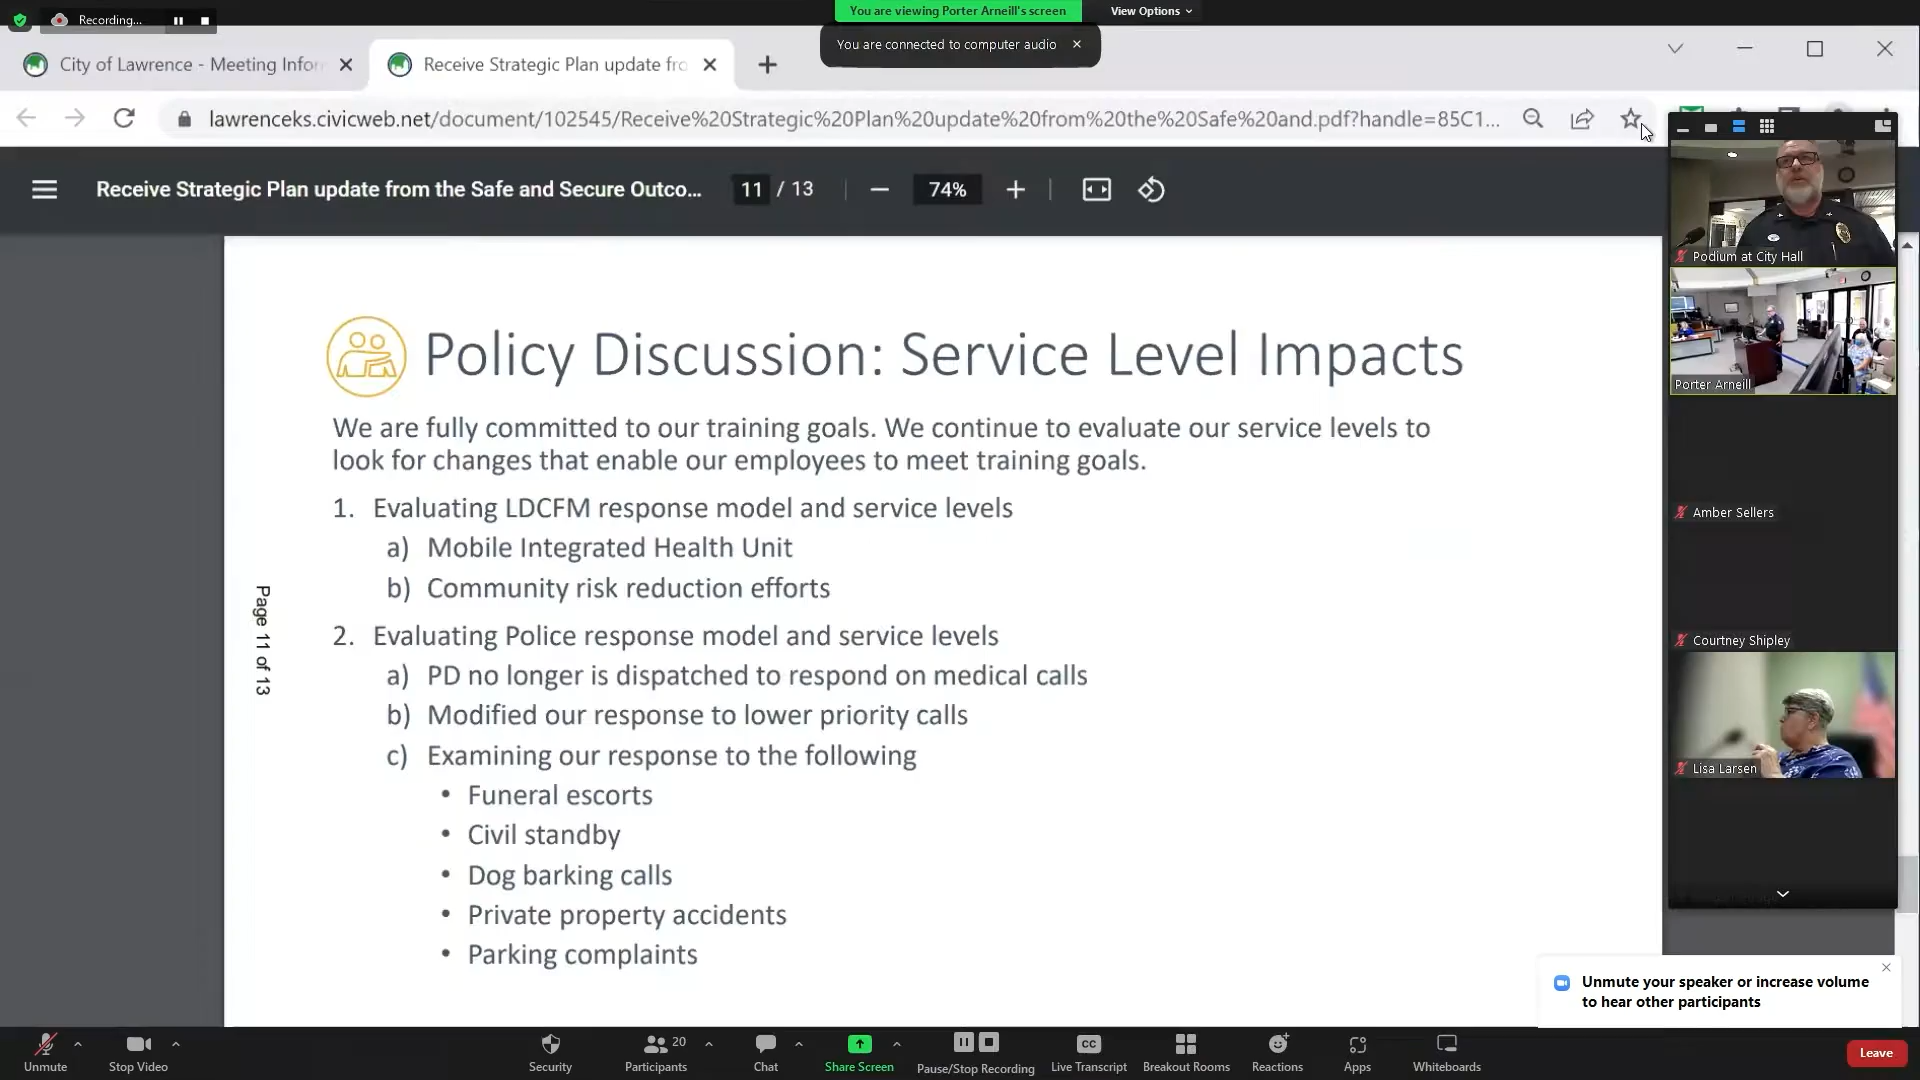 Recording...
You are viewing Porter Arneill's screen
View Options
You are connected to computer audio
City of Lawrence - Meeting Infor
Receive Strategic Plan update fro
lawrenceks.civicweb.net/document/102545/Receive%20Strategic%20Plan%20update%20from%20the%20Safe%20and.pdf?handle=85C1...
Receive Strategic Plan update from the Safe and Secure Outco...
11 / 13
74%
Podium at City Hall
Porter Arneill
Amber Sellers
Courtney Shipley
Lisa Larsen
Policy Discussion: Service Level Impacts
We are fully committed to our training goals. We continue to evaluate our service levels to
look for changes that enable our employees to meet training goals.
1. Evaluating LDCFM response model and service levels
a) Mobile Integrated Health Unit
b) Community risk reduction efforts
2. Evaluating Police response model and service levels
a) PD no longer is dispatched to respond on medical calls
b) Modified our response to lower priority calls
c) Examining our response to the following
• Funeral escorts
• Civil standby
• Dog barking calls
• Private property accidents
• Parking complaints
Page 11 of 13
Unmute your speaker or increase volume
to hear other participants
Unmute
Stop Video
Security
Participants
20
Chat
Share Screen
Pause/Stop Recording
CC
Live Transcript
Breakout Rooms
Reactions
Apps
Whiteboards
Leave